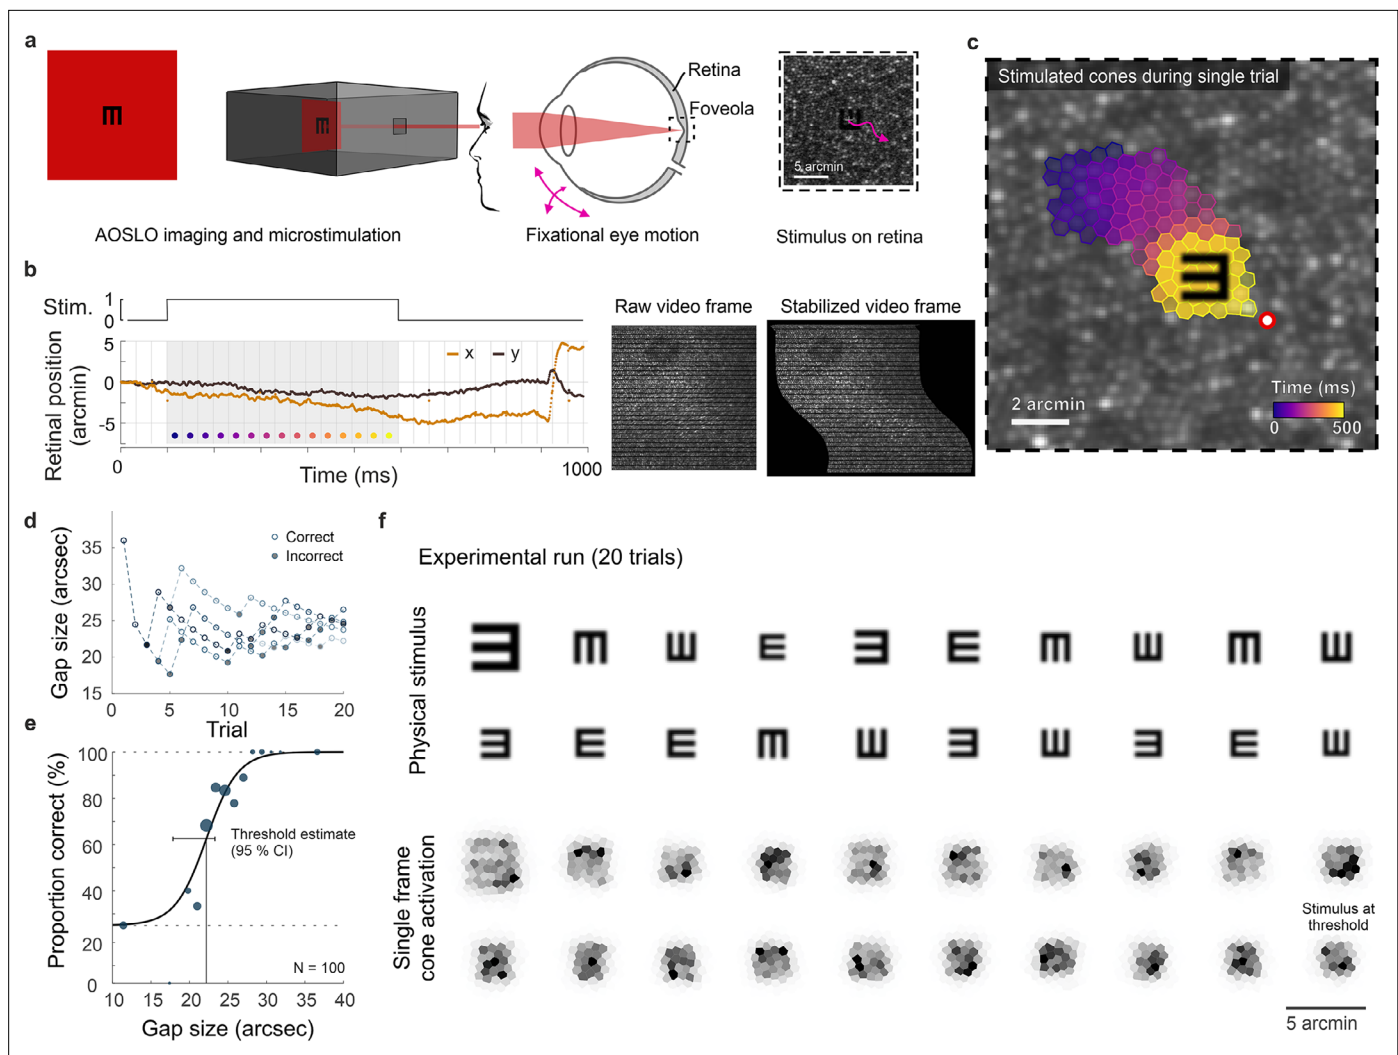 a
Retina
Foveola
5 arcmin
AOSLO imaging and microstimulation
Fixational eye motion
Stimulus on retina
b
Stim.
1
0
Raw video frame
Stabilized video frame
Retinal position
(arcmin)
5
0
-5
x
y
0
Time (ms)
1000
c
Stimulated cones during single trial
Time (ms)
2 arcmin
0
500
d
Gap size (arcsec)
35
30
25
20
15
Correct
Incorrect
0
5
10
15
20
Trial
e
Proportion correct (%)
100
80
60
40
20
0
Threshold estimate
(95 % CI)
N = 100
10
15
20
25
30
35
40
Gap size (arcsec)
f
Experimental run (20 trials)
Physical stimulus
Single frame
cone activation
Stimulus at
threshold
5 arcmin